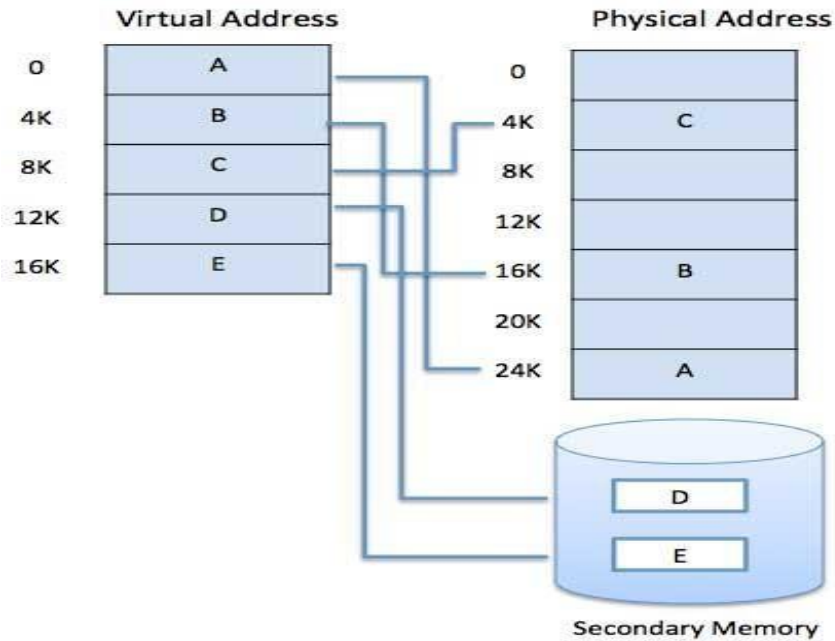 Virtual Address
0
A
4K
B
8K
C
12K
D
16K
E
Physical Address
0
4K
C
8K
12K
16K
B
20K
24K
A
D
E
Secondary Memory